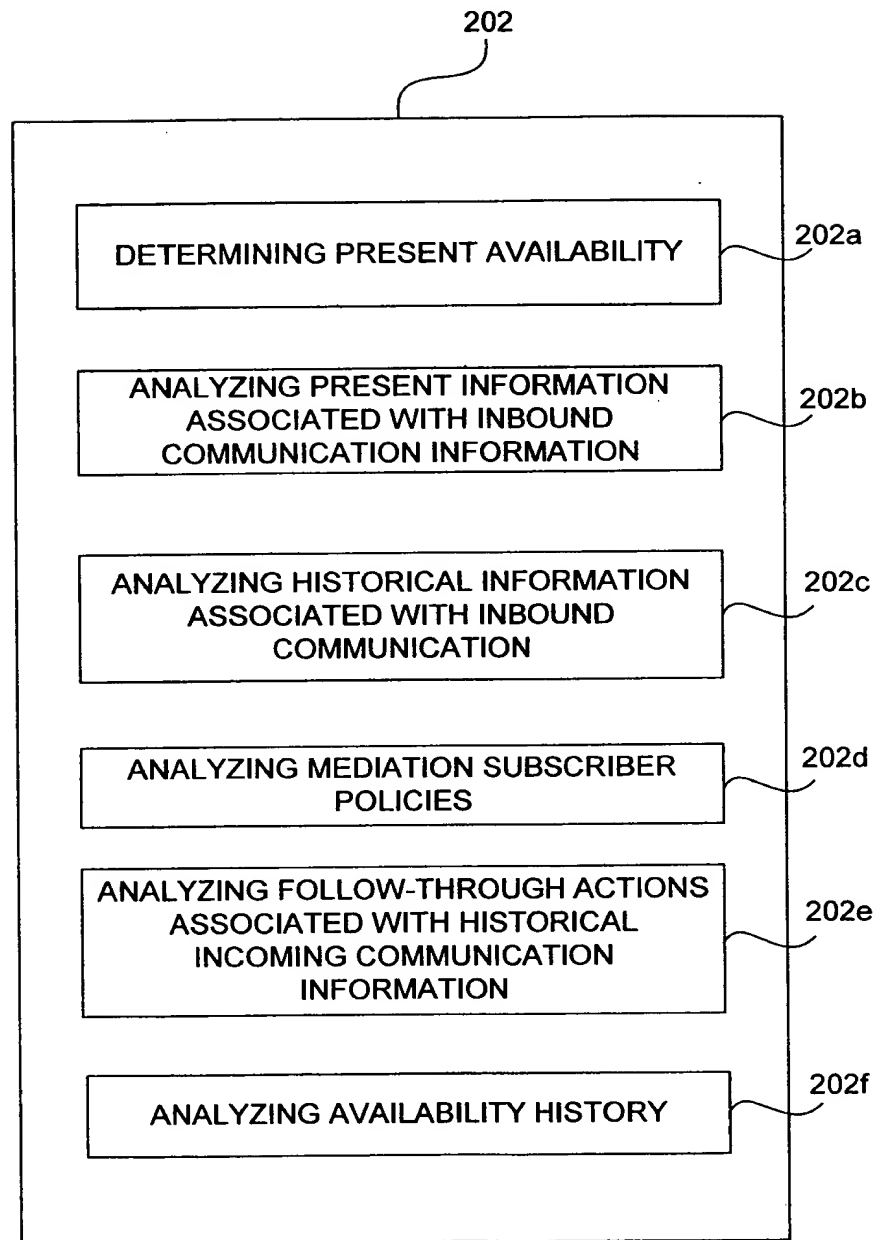 202
DETERMINING PRESENT AVAILABILITY
202a
ANALYZING PRESENT INFORMATION
ASSOCIATED WITH INBOUND
COMMUNICATION INFORMATION
202b
ANALYZING HISTORICAL INFORMATION
ASSOCIATED WITH INBOUND
COMMUNICATION
202c
ANALYZING MEDIATION SUBSCRIBER
POLICIES
202d
ANALYZING FOLLOW-THROUGH ACTIONS
ASSOCIATED WITH HISTORICAL
INCOMING COMMUNICATION
INFORMATION
202e
ANALYZING AVAILABILITY HISTORY
202f